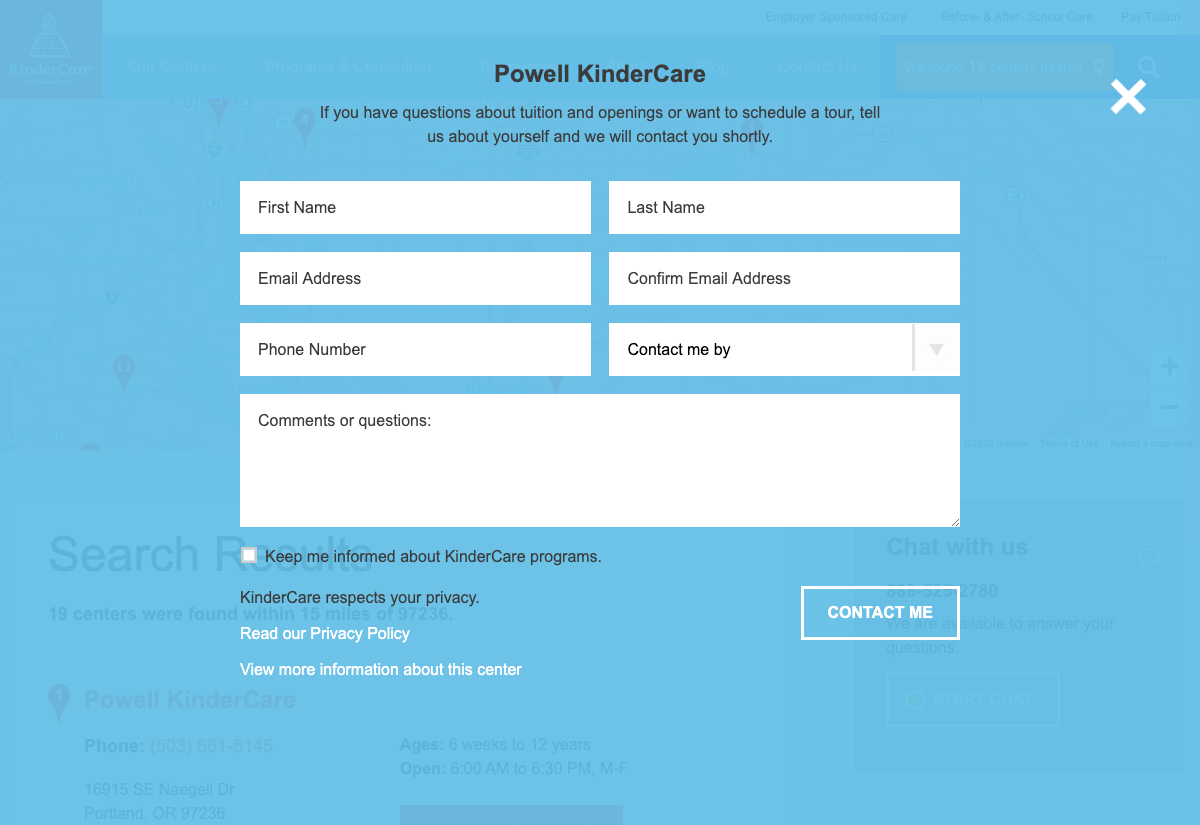 Employer Sponsored Care
Before- & After- School Care
Pay Tuition
KinderCare
Our Centers
Programs & Curriculum
Contact Us
We found 19 centers nearby
Powell KinderCare
If you have questions about tuition and openings or want to schedule a tour, tell
us about yourself and we will contact you shortly.
First Name
Last Name
Email Address
Confirm Email Address
Phone Number
Contact me by
11
Comments or questions:
Google
©2020 Google
Terms of Use
Report a map error
Search Results
Keep me informed about KinderCare programs.
Chat with us
KinderCare respects your privacy.
888-525-2780
CONTACT ME
19 centers were found within 15 miles of 97236.
We are available to answer your
questions.
Read our Privacy Policy
View more information about this center
START CHAT
1
Powell KinderCare
Phone: (503) 661-5145
Ages: 6 weeks to 12 years
Open: 6:00 AM to 6:30 PM, M-F
16915 SE Naegeli Dr
Portland, OR 97236